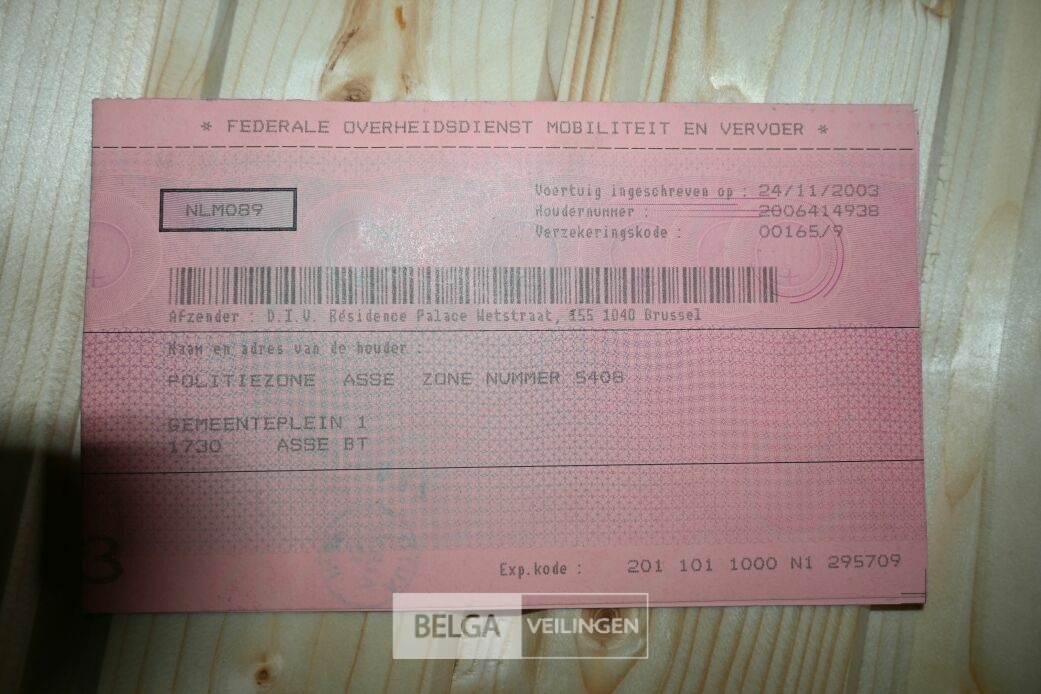 * FEDERALE OVERHEIDSDIENST MOBILITEIT EN VERVOER *
NLM089
Voertuig ingeschreven op : 24/11/2003
Houdernummer : 2006414938
Verzekeringskode : 00165/9
Afzender : D.I.V. Résidence Palace Wetstraat, 155 1040 Brussel
Naam en adres van de houder :
POLITIEZONE ASSE ZONE NUMMER 5408
GEMEENTEPLEIN 1
1730 ASSE BT
3
Exp.kode : 201 101 1000 N1 295709
BELGA VEILINGEN